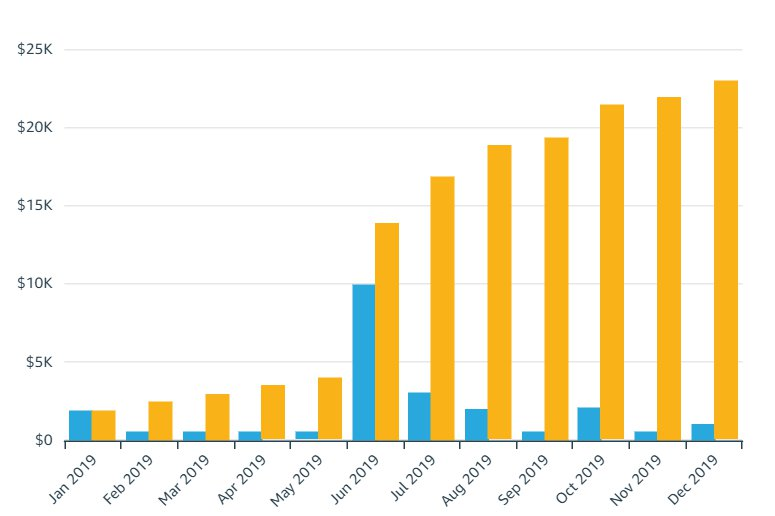 $25K
$20K
$15K
$10K
$5K
$0
Jan 2019
Feb 2019
Mar 2019
Apr 2019
May 2019
Jun 2019
Jul 2019
Aug 2019
Sep 2019
Oct 2019
Nov 2019
Dec 2019